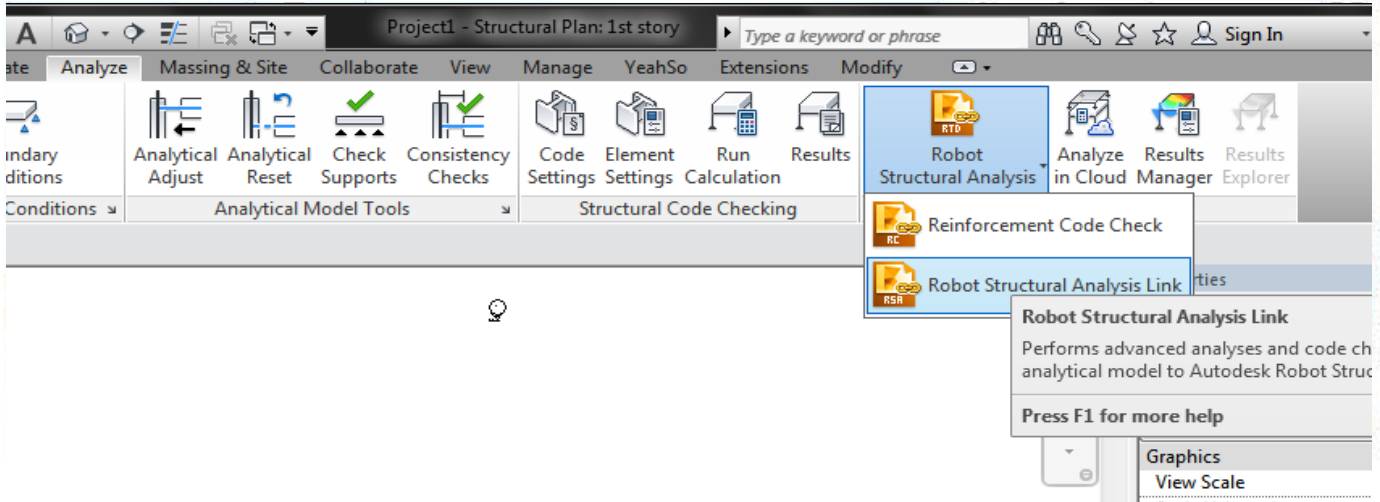 A
Project1 - Structural Plan: 1st story
Type a keyword or phrase
Sign In
ate Analyze Massing & Site Collaborate View Manage YeahSo Extensions Modify
undary
ditions
Analytical
Adjust
Analytical
Reset
Check
Supports
Consistency
Checks
Code
Settings
Element
Settings
Run
Calculation
Results
RTD
Robot
Structural Analysis
Analyze
in Cloud
Results
Manager
Results
Explorer
Conditions
Analytical Model Tools
Structural Code Checking
RC
Reinforcement Code Check
RSA
Robot Structural Analysis Link
rties
Robot Structural Analysis Link
Performs advanced analyses and code ch
analytical model to Autodesk Robot Struc
Press F1 for more help
Graphics
View Scale